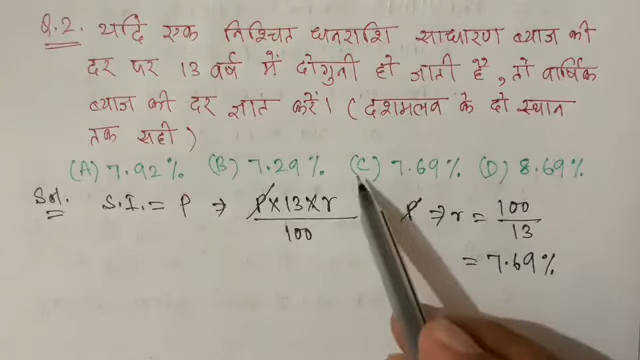 Q.2. यदि एक निश्चित धनराशि साधारण ब्याज की
दर पर 13 वर्ष में दोगुनी हो जाती है, तो वार्षिक
ब्याज की दर ज्ञात करें। (दशमलव के दो स्थान
तक सही)
(A) 7.92% (B) 7.29% (C) 7.69% (D) 8.69%
Sol. S.I. = P ⇒ P×13×r/100 P ⇒ r = 100/13
= 7.69%